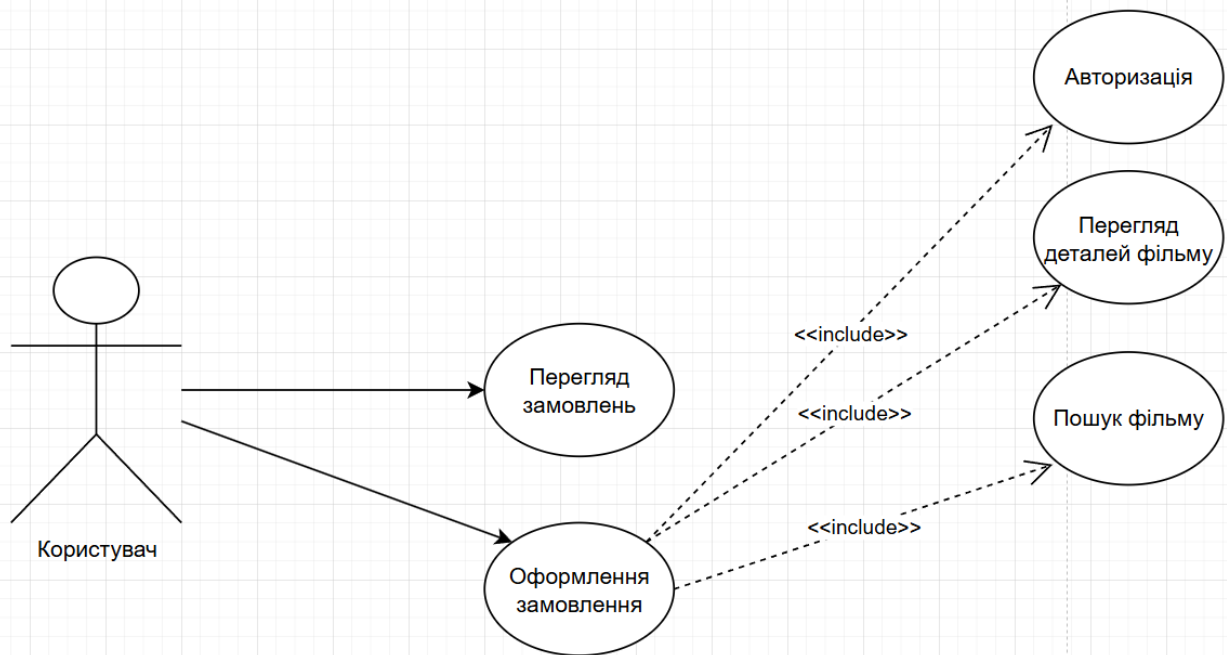 Авторизація
Перегляд
деталей фільму
<<include>>
Перегляд
замовлень
<<include>>
Пошук фільму
<<include>>
Користувач
Оформлення
замовлення